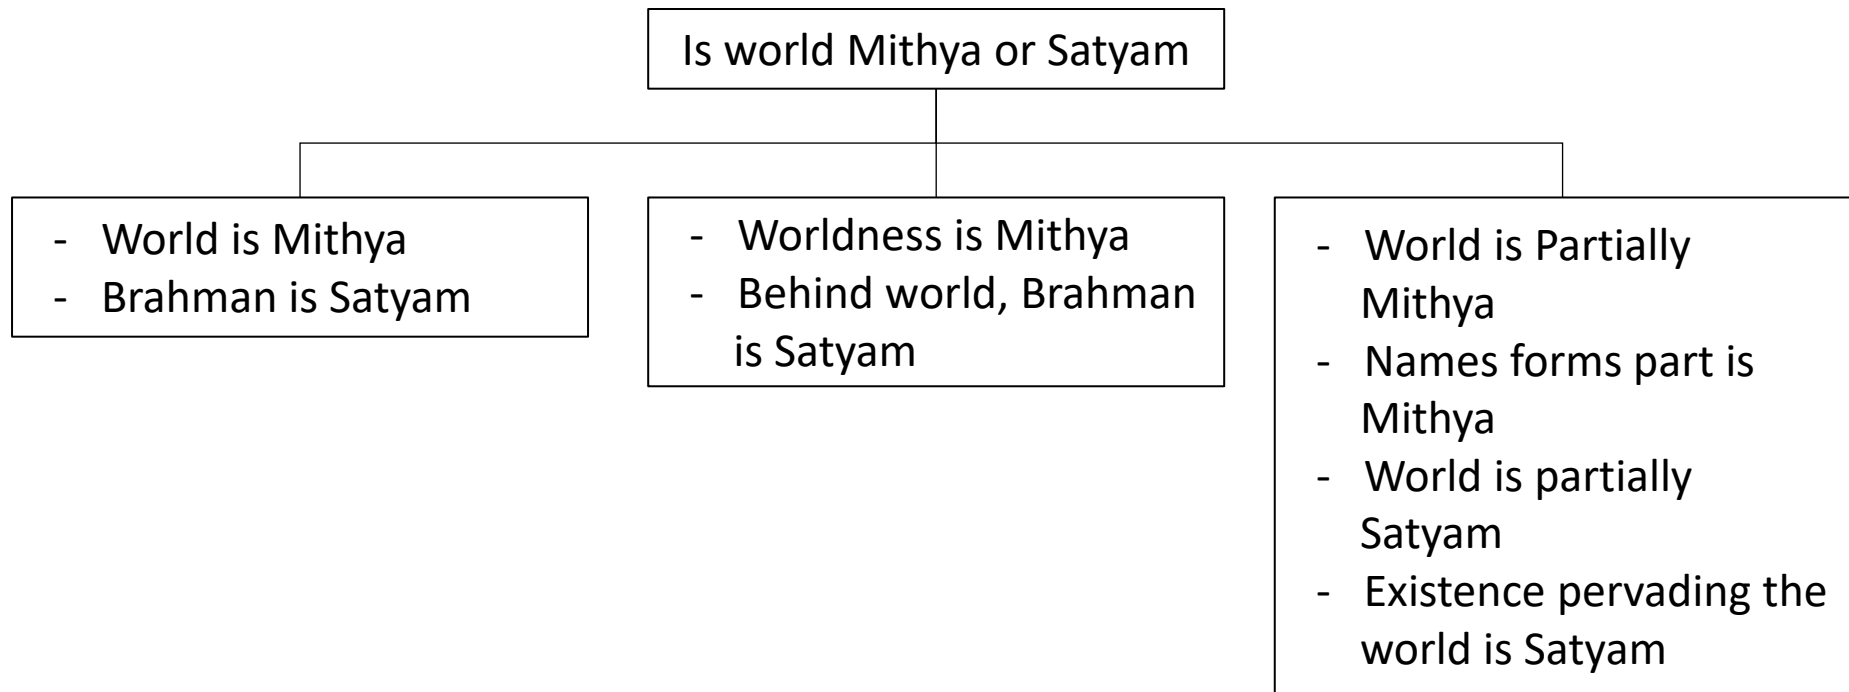 Is world Mithya or Satyam
- World is Mithya
- Brahman is Satyam
- Worldness is Mithya
- Behind world, Brahman
is Satyam
- World is Partially
Mithya
- Names forms part is
Mithya
- World is partially
Satyam
- Existence pervading the
world is Satyam